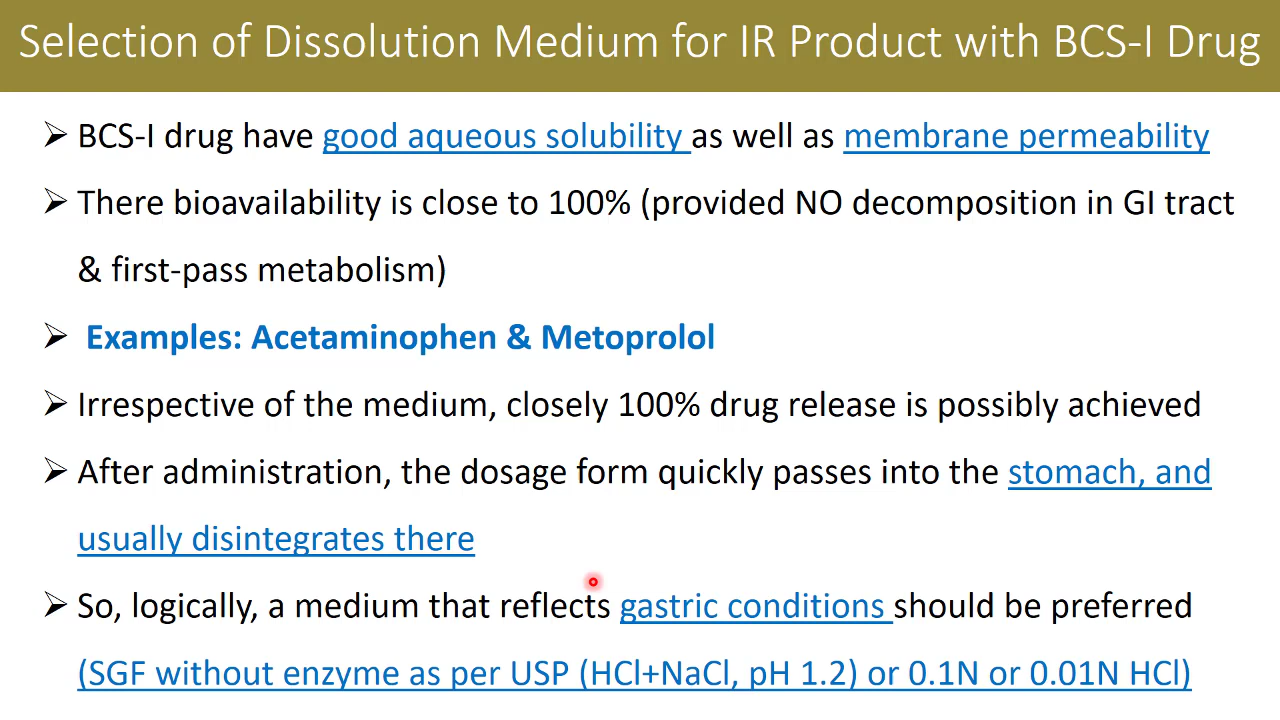 Selection of Dissolution Medium for IR Product with BCS-I Drug
➢ BCS-I drug have good aqueous solubility as well as membrane permeability
➢ There bioavailability is close to 100% (provided NO decomposition in GI tract
& first-pass metabolism)
➢ Examples: Acetaminophen & Metoprolol
➢ Irrespective of the medium, closely 100% drug release is possibly achieved
➢ After administration, the dosage form quickly passes into the stomach, and
usually disintegrates there
➢ So, logically, a medium that reflects gastric conditions should be preferred
(SGF without enzyme as per USP (HCl+NaCl, pH 1.2) or 0.1N or 0.01N HCl)